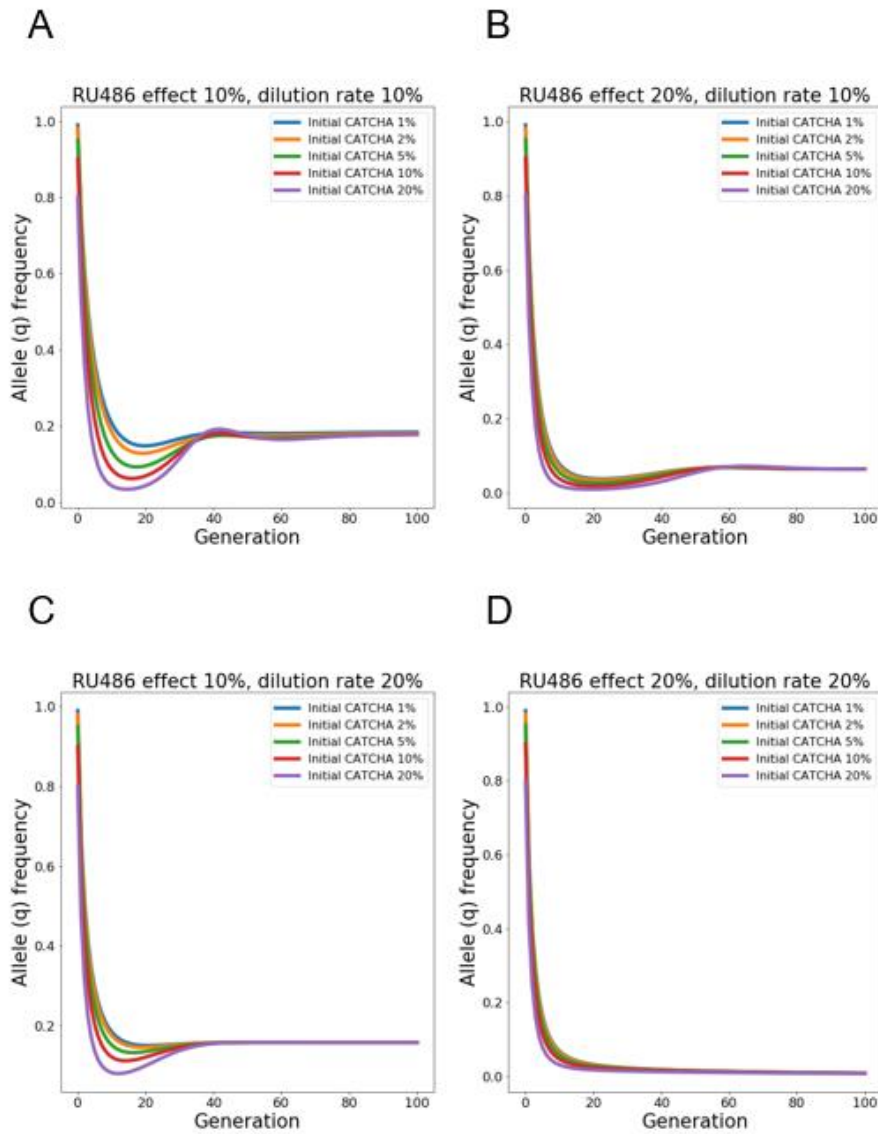 A
RU486 effect 10%, dilution rate 10%
Initial CATCHA 1%
Initial CATCHA 2%
Initial CATCHA 5%
Initial CATCHA 10%
Initial CATCHA 20%
1.0
0.8
0.6
0.4
0.2
0.0
Allele (q) frequency
0 20 40 60 80 100
Generation
B
RU486 effect 20%, dilution rate 10%
Initial CATCHA 1%
Initial CATCHA 2%
Initial CATCHA 5%
Initial CATCHA 10%
Initial CATCHA 20%
1.0
0.8
0.6
0.4
0.2
0.0
Allele (q) frequency
0 20 40 60 80 100
Generation
C
RU486 effect 10%, dilution rate 20%
Initial CATCHA 1%
Initial CATCHA 2%
Initial CATCHA 5%
Initial CATCHA 10%
Initial CATCHA 20%
1.0
0.8
0.6
0.4
0.2
Allele (q) frequency
0 20 40 60 80 100
Generation
D
RU486 effect 20%, dilution rate 20%
Initial CATCHA 1%
Initial CATCHA 2%
Initial CATCHA 5%
Initial CATCHA 10%
Initial CATCHA 20%
1.0
0.8
0.6
0.4
0.2
0.0
Allele (q) frequency
0 20 40 60 80 100
Generation